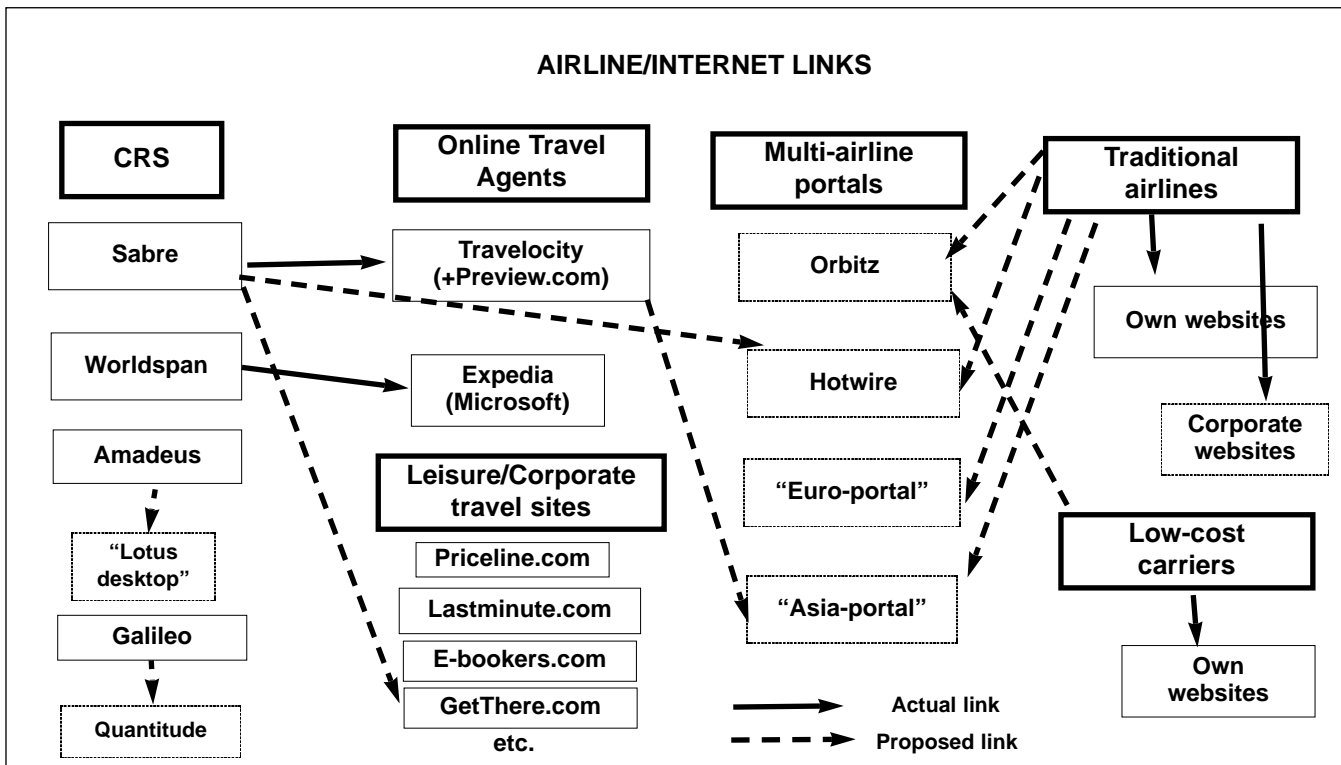 AIRLINE/INTERNET LINKS
CRS
Sabre
Worldspan
Amadeus
“Lotus
desktop”
Galileo
Quantitude
Online Travel
Agents
Travelocity
(+Preview.com)
Expedia
(Microsoft)
Leisure/Corporate
travel sites
Priceline.com
Lastminute.com
E-bookers.com
GetThere.com
etc.
Multi-airline
portals
Orbitz
Hotwire
“Euro-portal”
“Asia-portal”
Traditional
airlines
Own websites
Corporate
websites
Low-cost
carriers
Own
websites
Actual link
Proposed link